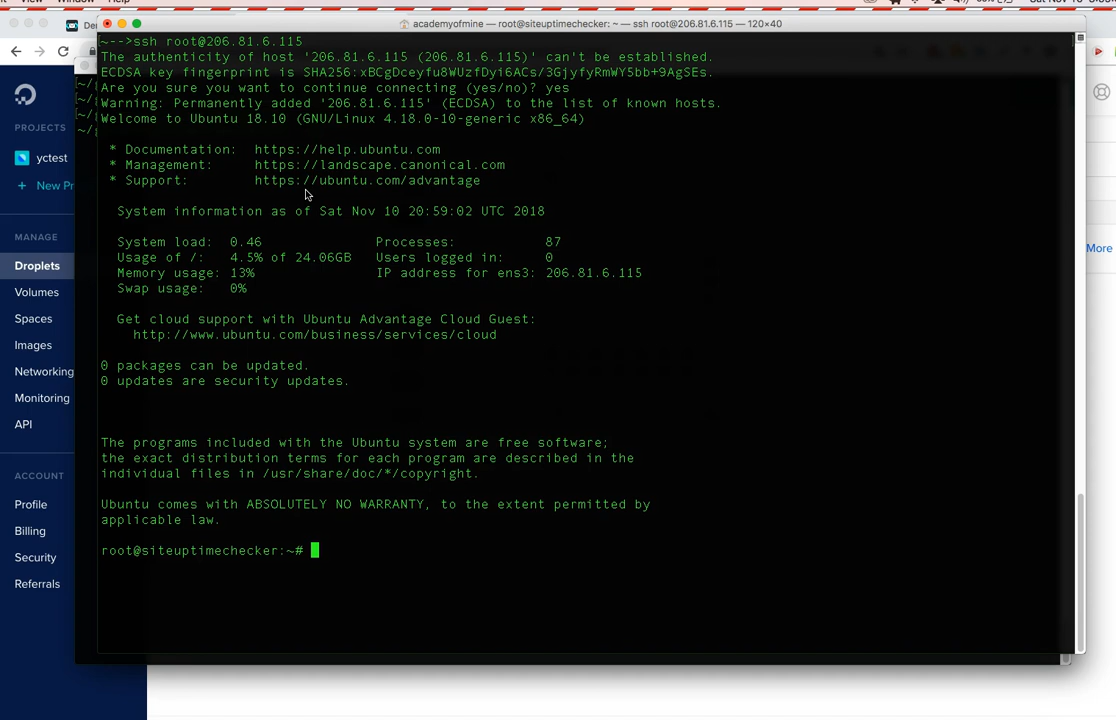 View Window
De academyofmine — root@siteuptimechecker: ~ — ssh root@206.81.6.115 — 120×40
[~--->ssh root@206.81.6.115
The authenticity of host '206.81.6.115 (206.81.6.115)' can't be established.
ECDSA key fingerprint is SHA256:xBCgDceyfu8WUzfDyi6ACs/3GjyfyRmWY5bb+9AgSEs.
Are you sure you want to continue connecting (yes/no)? yes
Warning: Permanently added '206.81.6.115' (ECDSA) to the list of known hosts.
Welcome to Ubuntu 18.10 (GNU/Linux 4.18.0-10-generic x86_64)
* Documentation: https://help.ubuntu.com
* Management: https://landscape.canonical.com
* Support: https://ubuntu.com/advantage
System information as of Sat Nov 10 20:59:02 UTC 2018
System load: 0.46 Processes: 87
Usage of /: 4.5% of 24.06GB Users logged in: 0
Memory usage: 13% IP address for ens3: 206.81.6.115
Swap usage: 0%
Get cloud support with Ubuntu Advantage Cloud Guest:
http://www.ubuntu.com/business/services/cloud
0 packages can be updated.
0 updates are security updates.
The programs included with the Ubuntu system are free software;
the exact distribution terms for each program are described in the
individual files in /usr/share/doc/*/copyright.
Ubuntu comes with ABSOLUTELY NO WARRANTY, to the extent permitted by
applicable law.
root@siteuptimechecker:~#
PROJECTS
yctest
+ New Pr
MANAGE
Droplets
Volumes
Spaces
Images
Networking
Monitoring
API
ACCOUNT
Profile
Billing
Security
Referrals
More